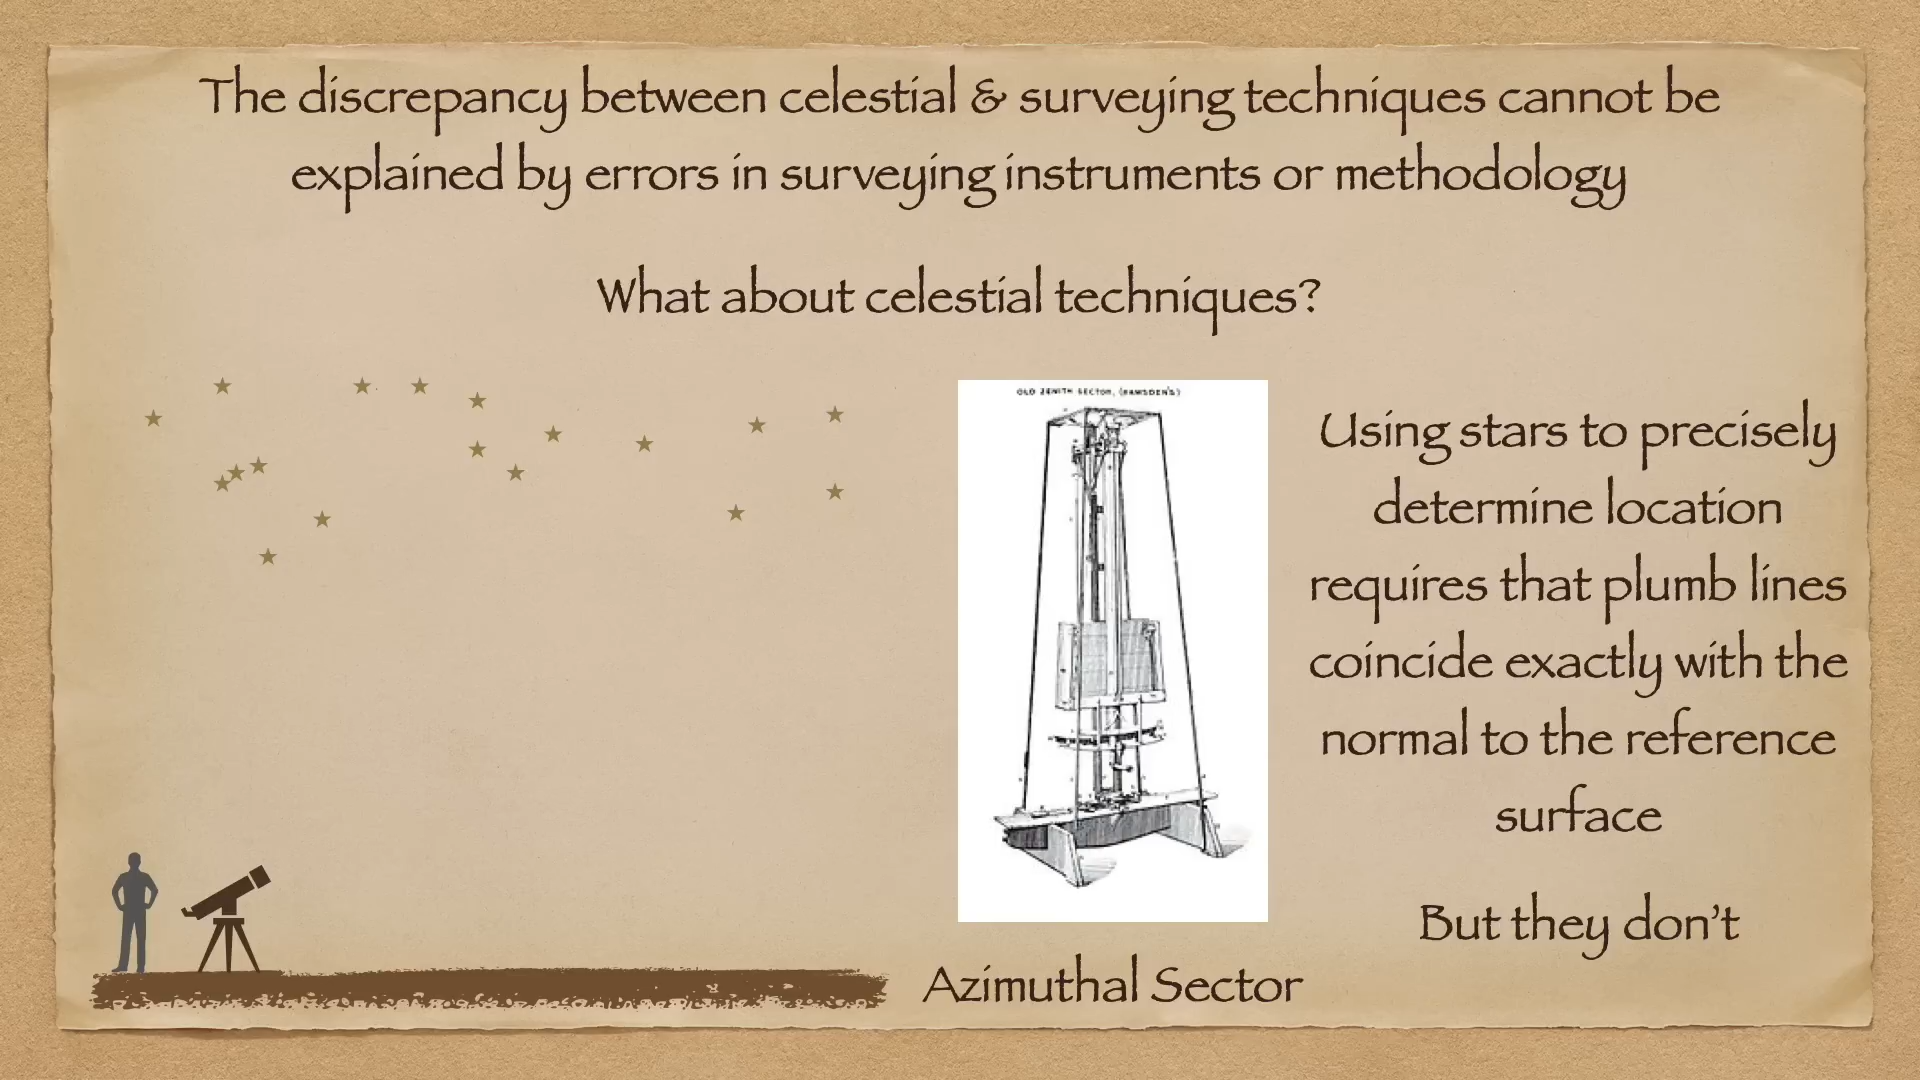 The discrepancy between celestial & surveying techniques cannot be
explained by errors in surveying instruments or methodology
What about celestial techniques?
OLD ZENITH SECTOR, (RAMSDEN'S)
Using stars to precisely
determine location
requires that plumb lines
coincide exactly with the
normal to the reference
surface
But they don't
Azimuthal Sector